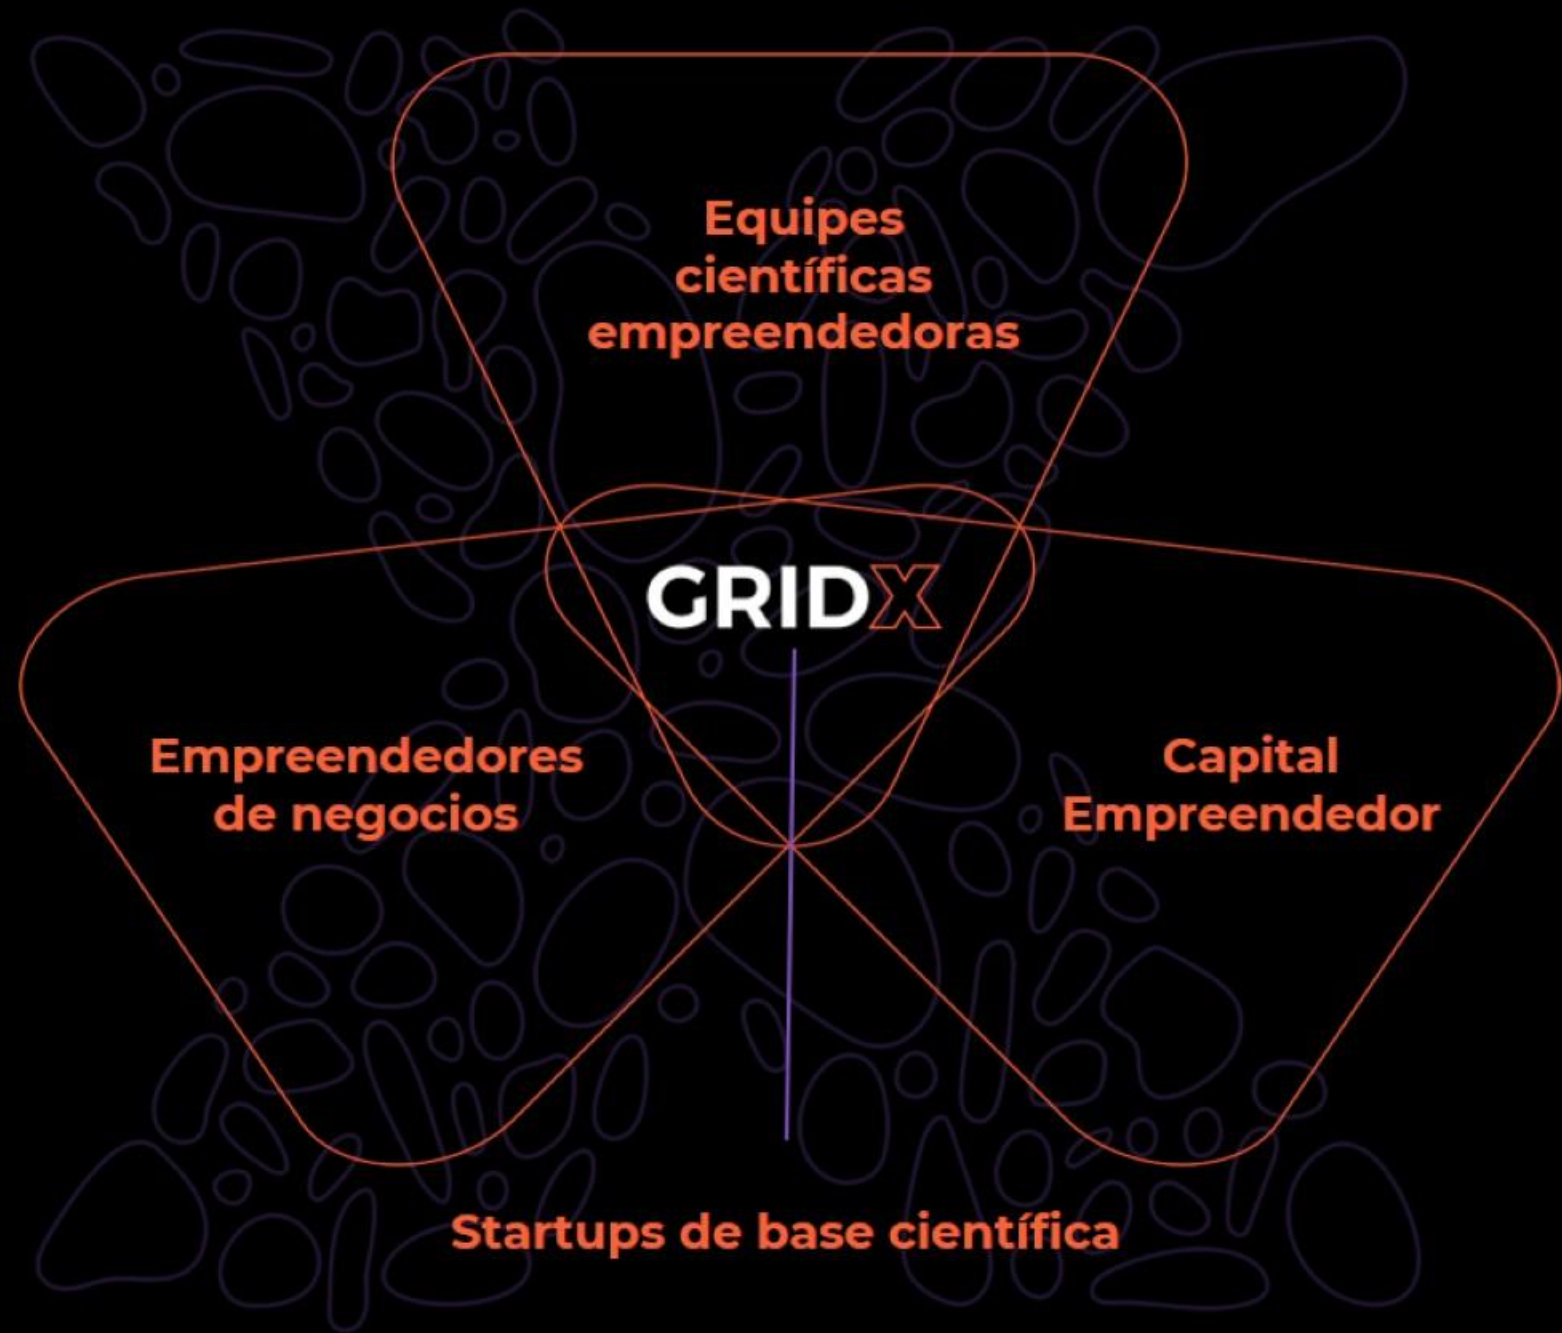 Equipes
científicas
empreendedoras
GRIDX
Empreendedores
de negocios
Capital
Empreendedor
Startups de base científica